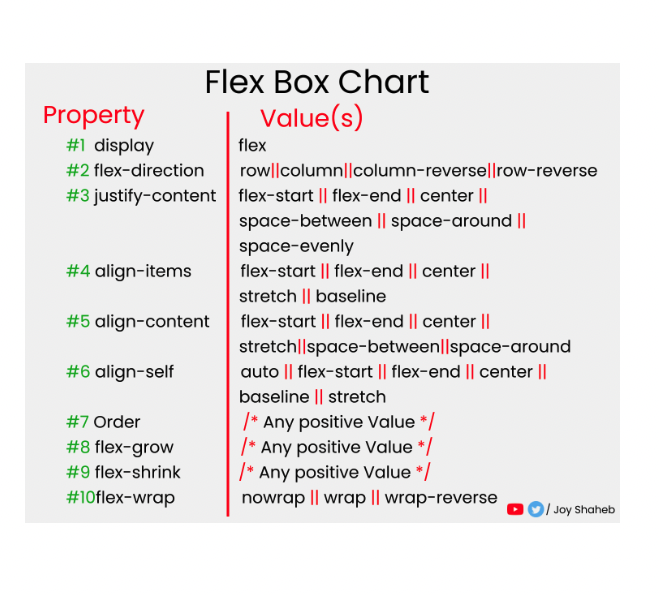 Flex Box Chart
Property Value(s)
#1 display flex
#2 flex-direction row||column||column-reverse||row-reverse
#3 justify-content flex-start || flex-end || center ||
space-between || space-around ||
space-evenly
#4 align-items flex-start || flex-end || center ||
stretch || baseline
#5 align-content flex-start || flex-end || center ||
stretch||space-between||space-around
#6 align-self auto || flex-start || flex-end || center ||
baseline || stretch
#7 Order /* Any positive Value */
#8 flex-grow /* Any positive Value */
#9 flex-shrink /* Any positive Value */
#10flex-wrap nowrap || wrap || wrap-reverse
/ Joy Shaheb